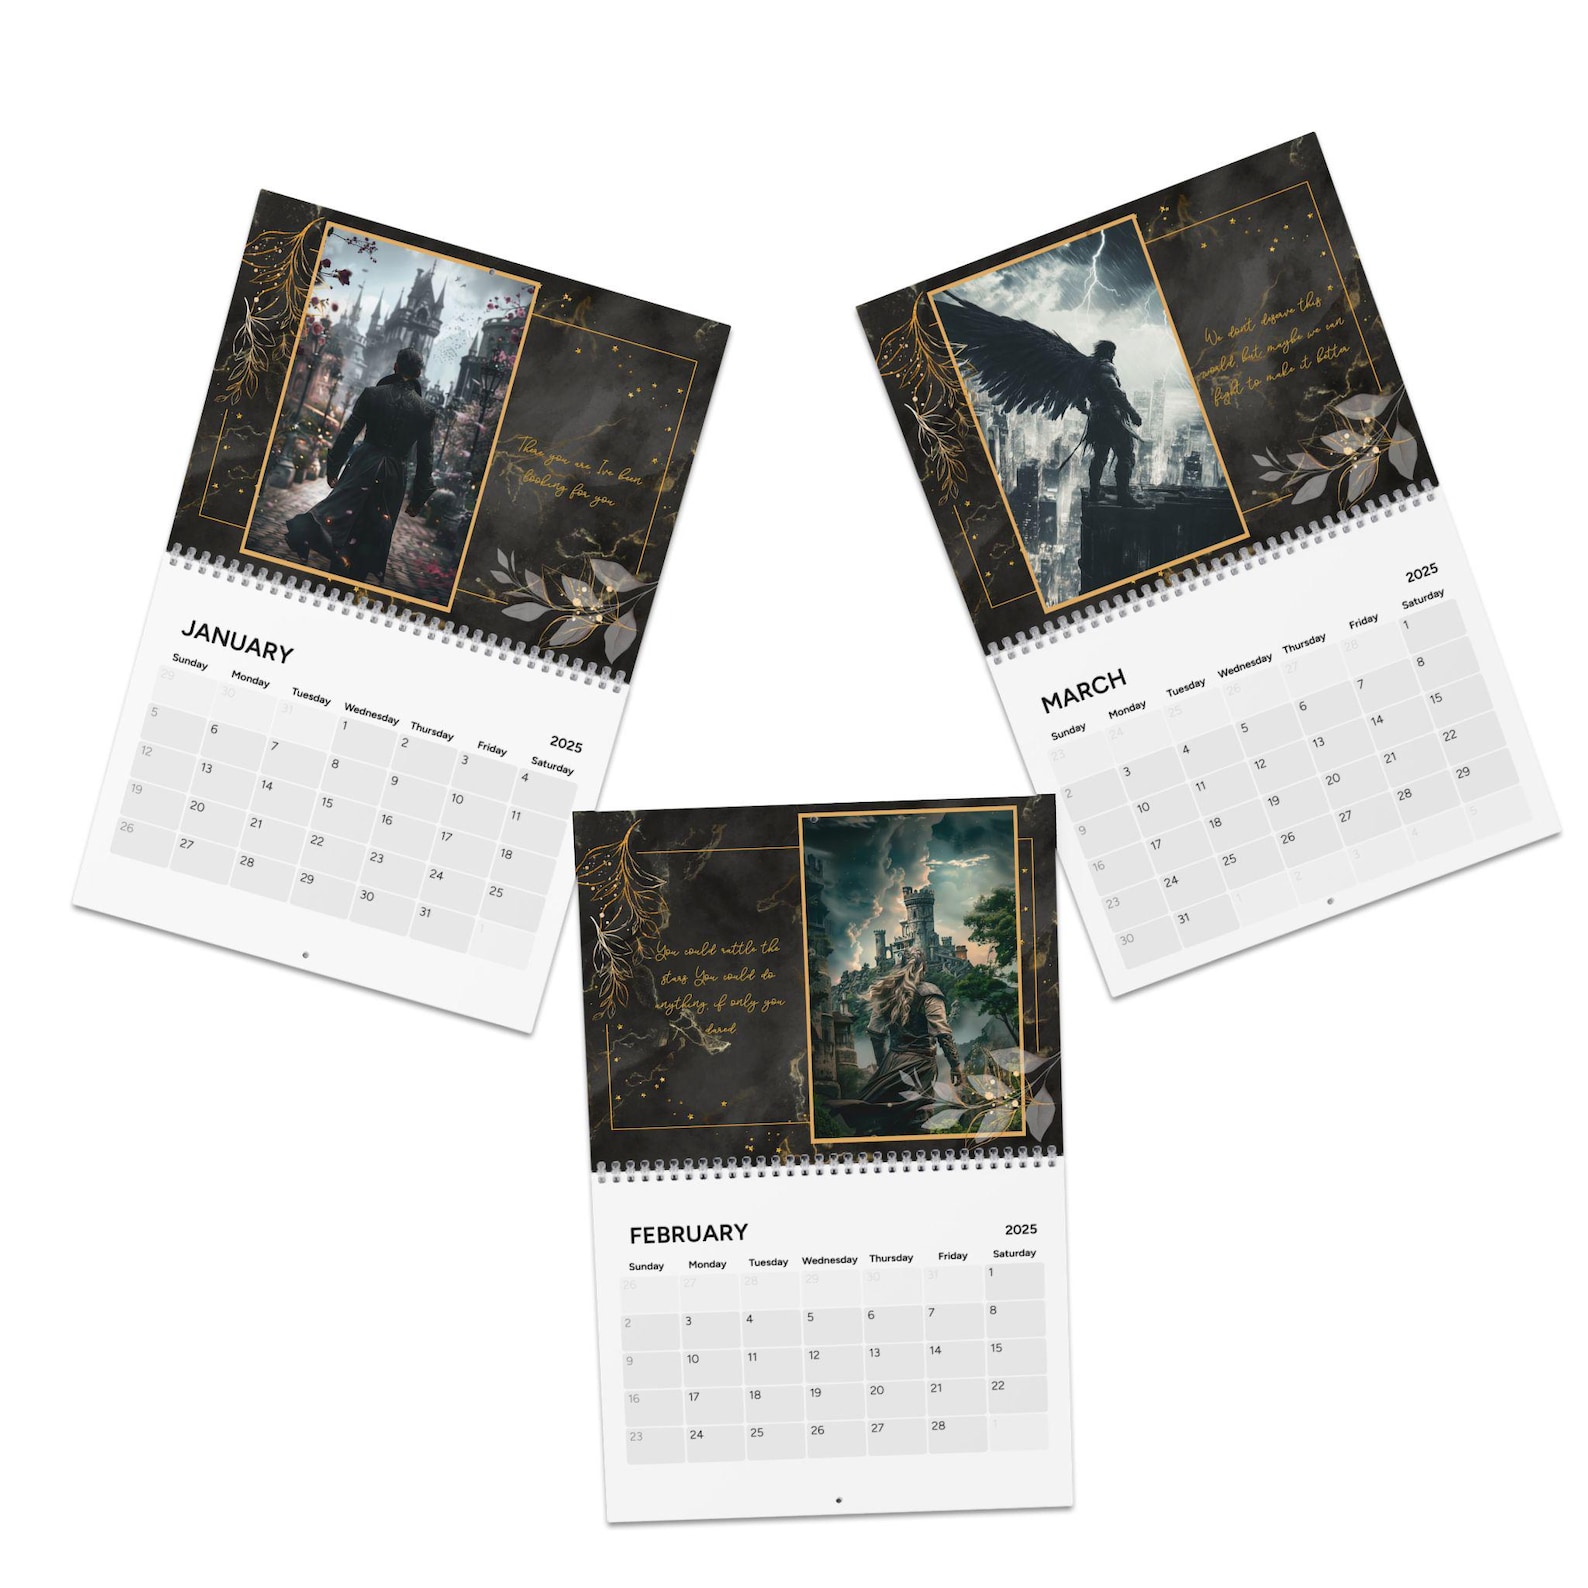 There you are, I've been
looking for you
JANUARY
2025
Sunday Monday Tuesday Wednesday Thursday Friday Saturday
29 30 31 1 2 3 4
5 6 7 8 9 10 11
12 13 14 15 16 17 18
19 20 21 22 23 24 25
26 27 28 29 30 31 1
We don't deserve this
world, but maybe we can
fight to make it better
MARCH
2025
Sunday Monday Tuesday Wednesday Thursday Friday Saturday
23 24 25 26 27 28 1
2 3 4 5 6 7 8
9 10 11 12 13 14 15
16 17 18 19 20 21 22
23 24 25 26 27 28 29
30 31 1 2 3 4 5
You could rattle the
stars You could do
anything, if only you
dared
FEBRUARY
2025
Sunday Monday Tuesday Wednesday Thursday Friday Saturday
26 27 28 29 30 31 1
2 3 4 5 6 7 8
9 10 11 12 13 14 15
16 17 18 19 20 21 22
23 24 25 26 27 28 1